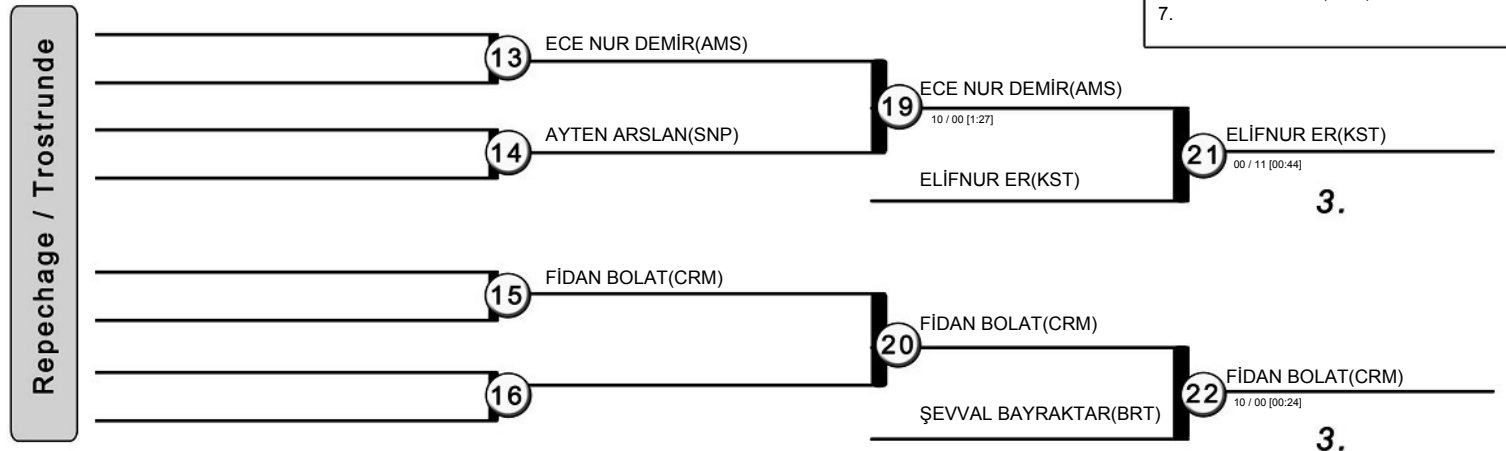 7.
Repechage / Trostrunde
13
ECE NUR DEMİR(AMS)
14
AYTEN ARSLAN(SNP)
19
ECE NUR DEMİR(AMS)
10 / 00 [1:27]
ELİFNUR ER(KST)
21
ELİFNUR ER(KST)
00 / 11 [00:44]
3.
15
FİDAN BOLAT(CRM)
16
20
FİDAN BOLAT(CRM)
ŞEVVAL BAYRAKTAR(BRT)
22
FİDAN BOLAT(CRM)
10 / 00 [00:24]
3.